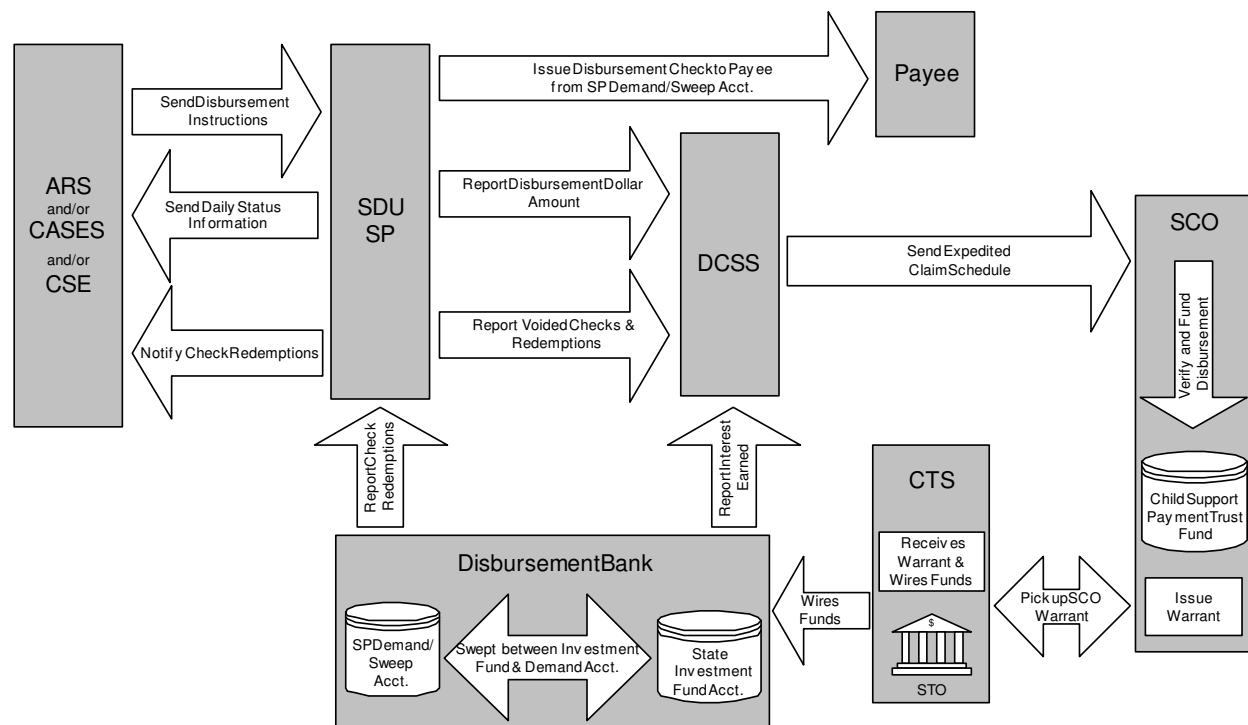 ARS
and/or
CASES
and/or
CSE
Send Disbursement
Instructions
Send Daily Status
Information
Notify Check Redemptions
SDU
SP
Issue Disbursement Check to Payee
from SP Demand/Sweep Acct.
Payee
Report Disbursement Dollar
Amount
Report Voided Checks &
Redemptions
DCSS
Send Expedited
Claim Schedule
SCO
Verify and Fund
Disbursement
Child Support
Payment Trust
Fund
Issue
Warrant
Pickup SCO
Warrant
CTS
Receives
Warrant &
Wires Funds
$
STO
Wires
Funds
Report Check
Redemptions
Report Interest
Earned
Disbursement Bank
SP Demand/
Sweep
Acct.
Swept between Investment
Fund & Demand Acct.
State
Investment
Fund Acct.